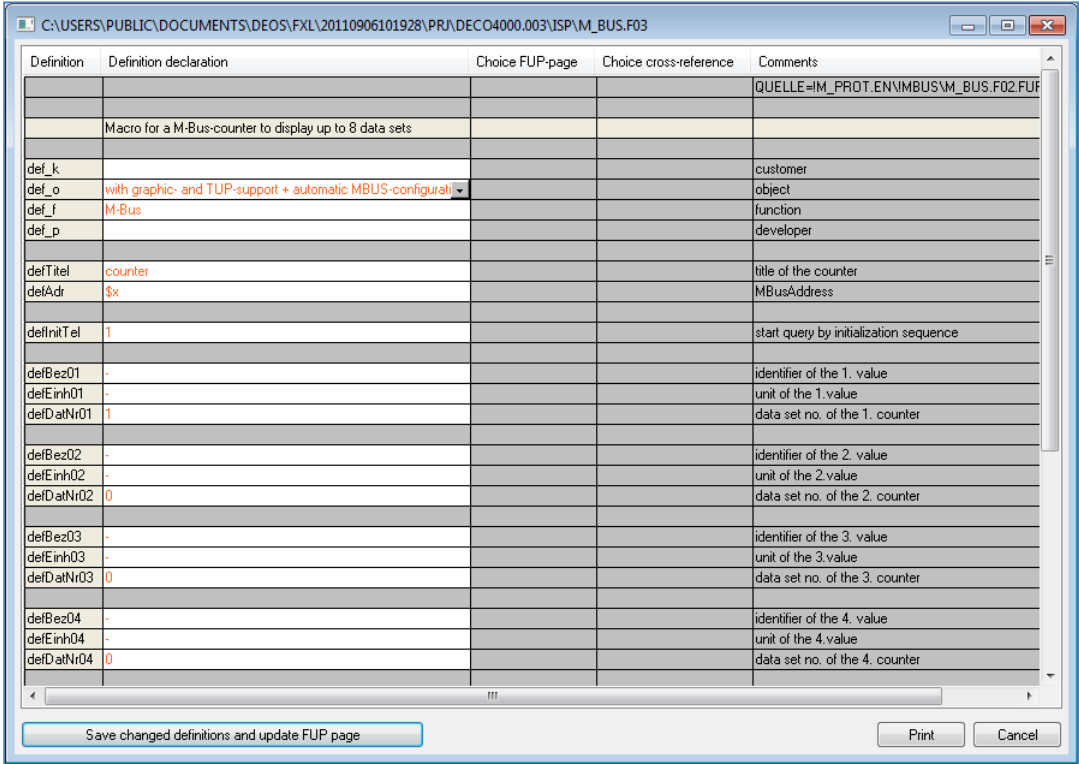 C:\USERS\PUBLIC\DOCUMENTS\DEOS\FXL\20110906101928\PRJ\DECO4000.003\ISP\M_BUS.F03
Definition Definition declaration Choice FUP-page Choice cross-reference Comments
QUELLE=!M_PROT.EN\!MBUS\M_BUS.F02.FUP
Macro for a M-Bus-counter to display up to 8 data sets
def_k customer
def_o with graphic- and TUP-support + automatic MBUS-configurati object
def_f M-Bus function
def_p developer
defTitel counter title of the counter
defAdr $x MBusAddress
defInitTel 1 start query by initialization sequence
defBez01 - identifier of the 1. value
defEinh01 - unit of the 1.value
defDatNr01 1 data set no. of the 1. counter
defBez02 - identifier of the 2. value
defEinh02 - unit of the 2.value
defDatNr02 0 data set no. of the 2. counter
defBez03 - identifier of the 3. value
defEinh03 - unit of the 3.value
defDatNr03 0 data set no. of the 3. counter
defBez04 - identifier of the 4. value
defEinh04 - unit of the 4.value
defDatNr04 0 data set no. of the 4. counter
Save changed definitions and update FUP page Print Cancel